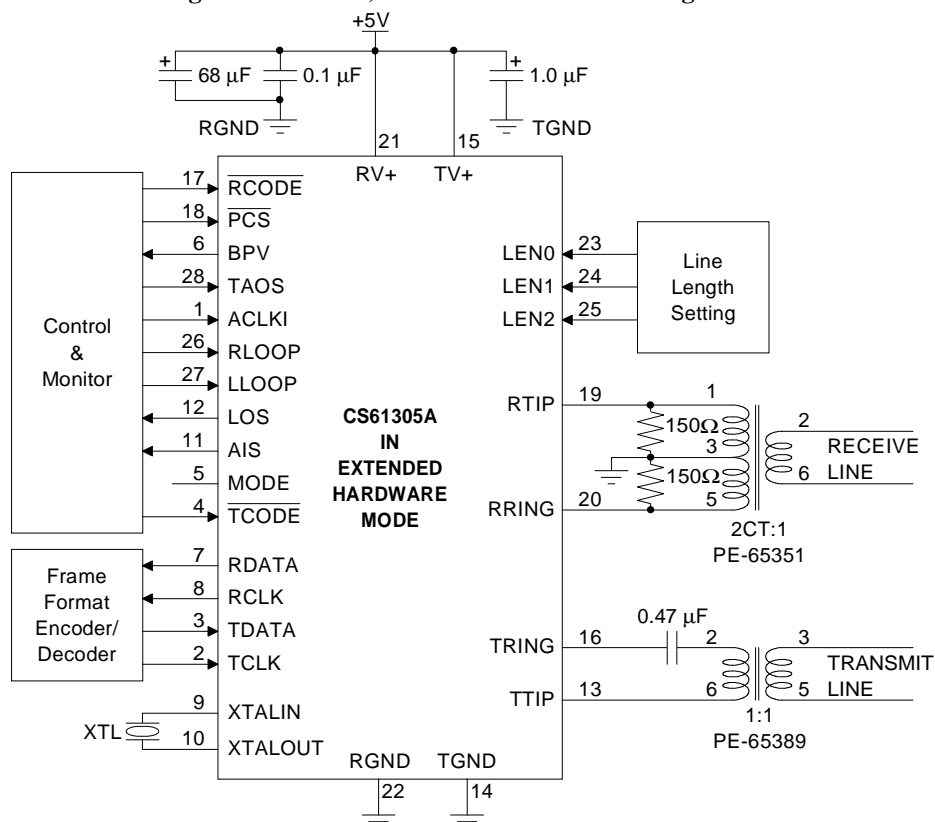 +5V
+
68 μF
0.1 μF
+
1.0 μF
RGND
TGND
21
15
RV+
TV+
Control
&
Monitor
17
RCODE
18
PCS
6
BPV
28
TAOS
1
ACLKI
26
RLOOP
27
LLOOP
12
LOS
11
AIS
5
MODE
4
TCODE
Frame
Format
Encoder/
Decoder
7
RDATA
8
RCLK
3
TDATA
2
TCLK
XTL
9
XTALIN
10
XTALOUT
CS61305A
IN
EXTENDED
HARDWARE
MODE
LEN0
23
LEN1
24
LEN2
25
Line
Length
Setting
RTIP
19
RRING
20
150Ω
150Ω
1
3
5
2
6
RECEIVE
LINE
2CT:1
PE-65351
TRING
16
TTIP
13
0.47 μF
2
6
3
5
TRANSMIT
LINE
1:1
PE-65389
RGND
TGND
22
14